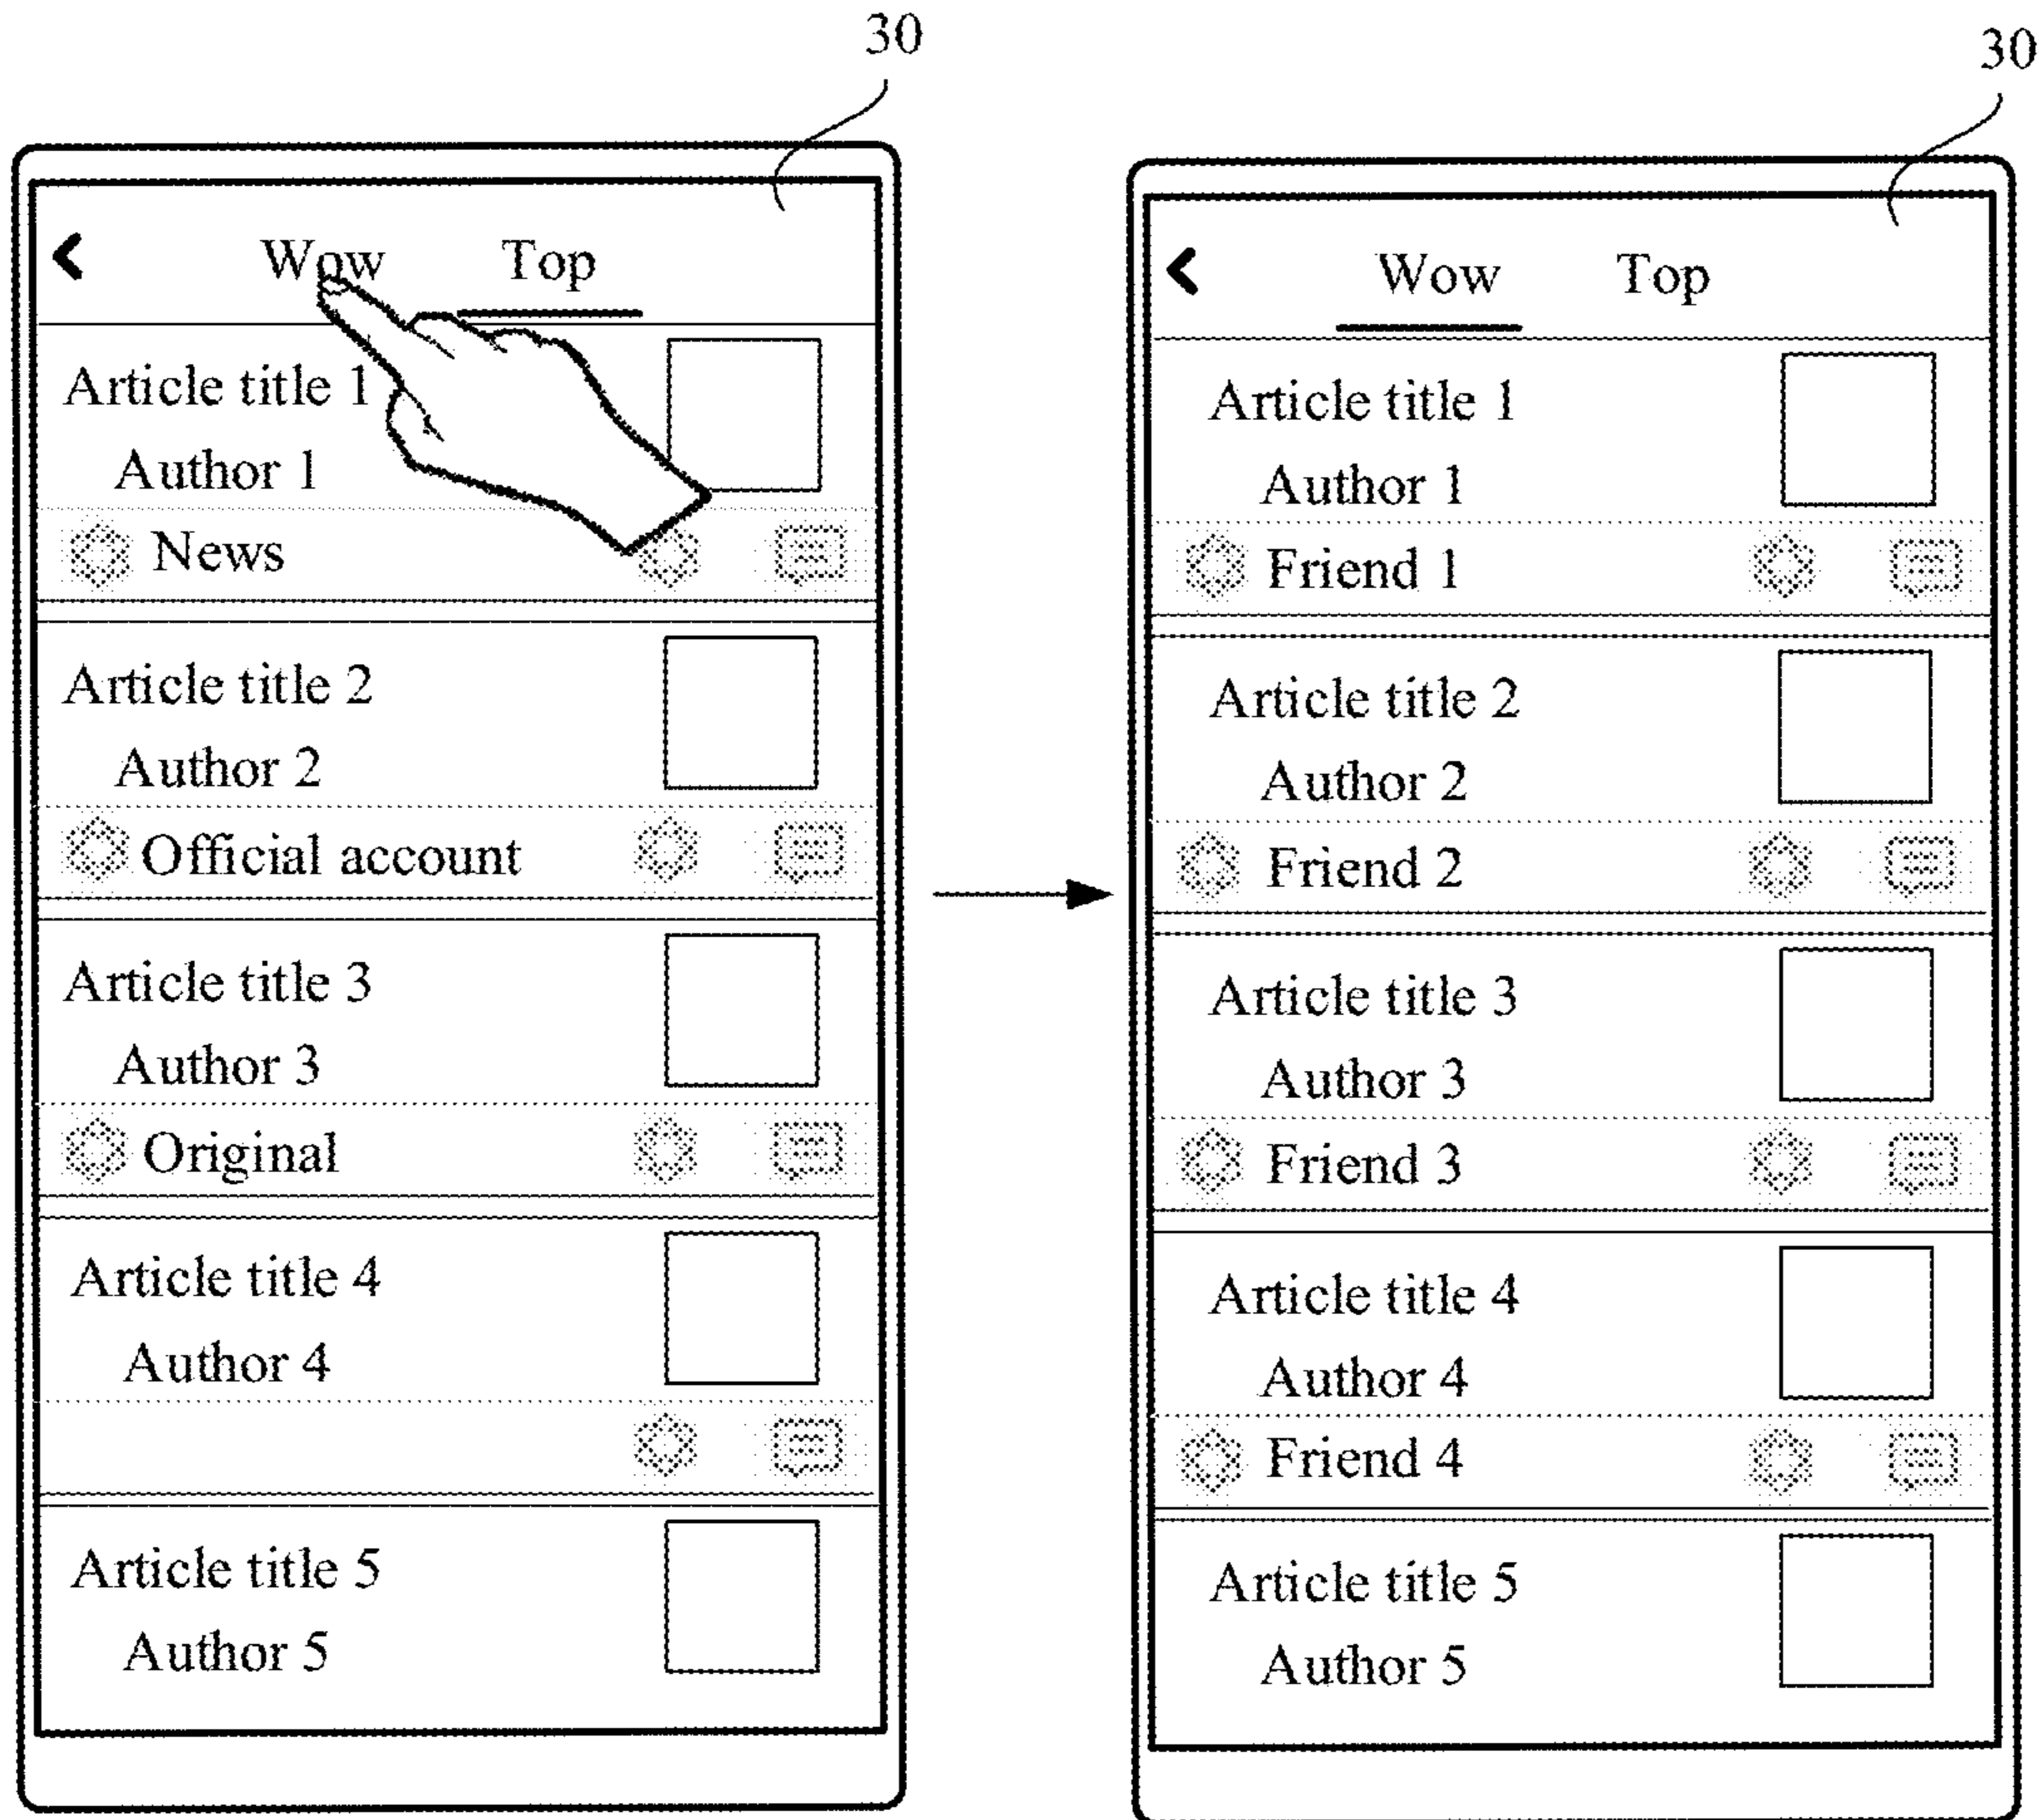 30
Wow Top
Article title 1
Author 1
News
Article title 2
Author 2
Official account
Article title 3
Author 3
Original
Article title 4
Author 4
Article title 5
Author 5
30
Wow Top
Article title 1
Author 1
Friend 1
Article title 2
Author 2
Friend 2
Article title 3
Author 3
Friend 3
Article title 4
Author 4
Friend 4
Article title 5
Author 5